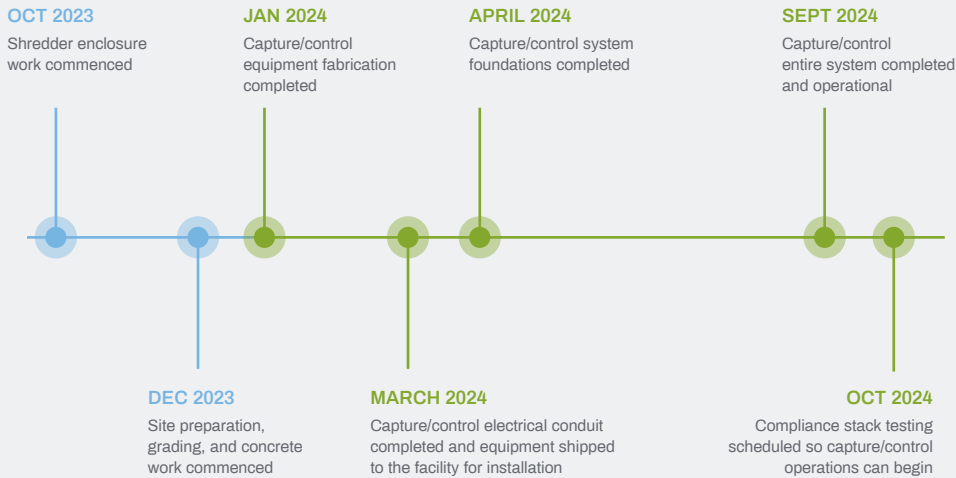 OCT 2023
Shredder enclosure
work commenced
JAN 2024
Capture/control
equipment fabrication
completed
APRIL 2024
Capture/control system
foundations completed
SEPT 2024
Capture/control
entire system completed
and operational
DEC 2023
Site preparation,
grading, and concrete
work commenced
MARCH 2024
Capture/control electrical conduit
completed and equipment shipped
to the facility for installation
OCT 2024
Compliance stack testing
scheduled so capture/control
operations can begin